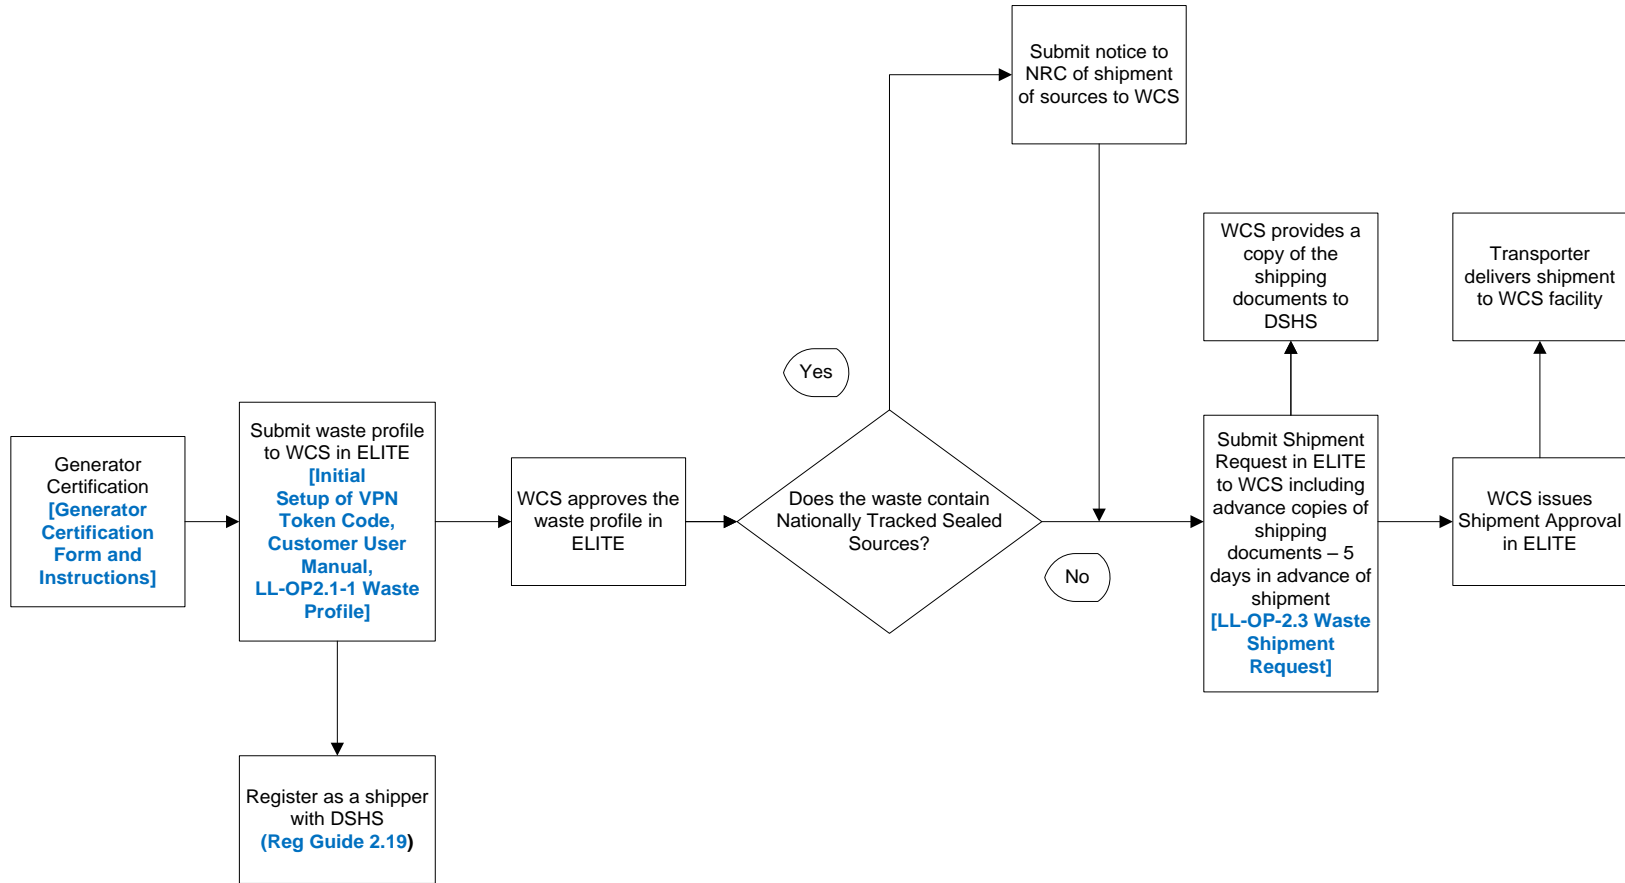 Generator
Certification
[Generator
Certification
Form and
Instructions]
Submit waste profile
to WCS in ELITE
[Initial
Setup of VPN
Token Code,
Customer User
Manual,
LL-OP2.1-1 Waste
Profile]
Register as a shipper
with DSHS
(Reg Guide 2.19)
WCS approves the
waste profile in
ELITE
Does the waste contain
Nationally Tracked Sealed
Sources?
Yes
Submit notice to
NRC of shipment
of sources to WCS
No
Submit Shipment
Request in ELITE
to WCS including
advance copies of
shipping
documents – 5
days in advance of
shipment
[LL-OP-2.3 Waste
Shipment
Request]
WCS provides a
copy of the
shipping
documents to
DSHS
WCS issues
Shipment Approval
in ELITE
Transporter
delivers shipment
to WCS facility